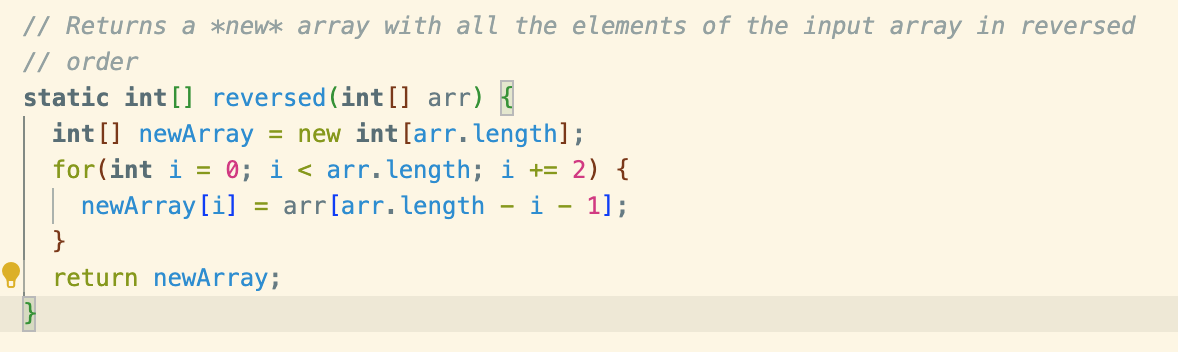 // Returns a *new* array with all the elements of the input array in reversed
// order
static int[] reversed(int[] arr) {
  int[] newArray = new int[arr.length];
  for(int i = 0; i < arr.length; i += 2) {
    newArray[i] = arr[arr.length - i - 1];
  }
  return newArray;
}